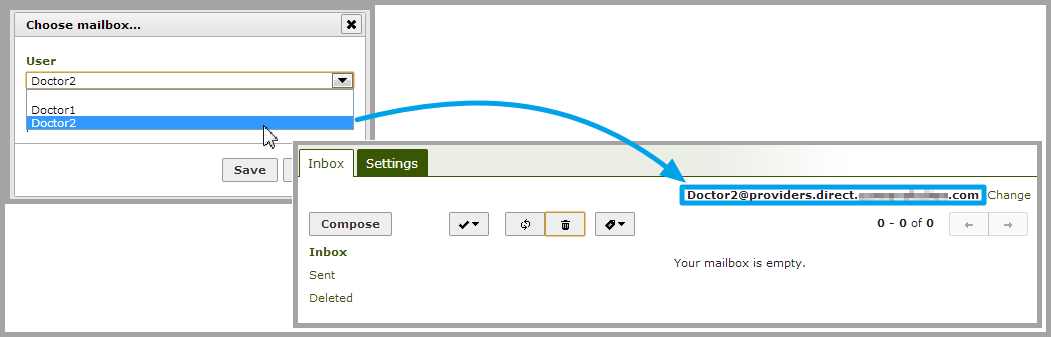 Choose mailbox...
User
Doctor2
Doctor1
Doctor2
Save
Inbox Settings
Doctor2@providers.direct. .com Change
Compose 0 - 0 of 0
Inbox
Your mailbox is empty.
Sent
Deleted